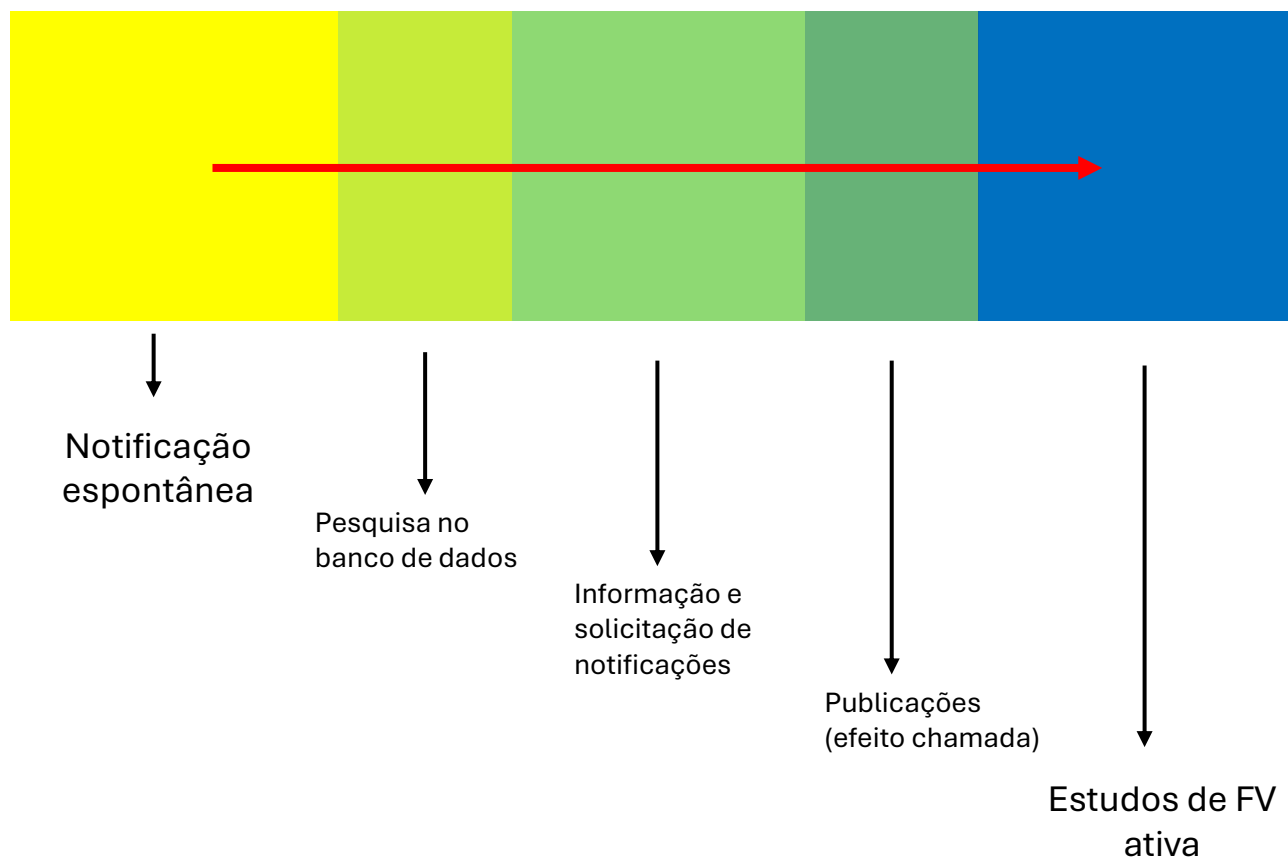 Notificação
espontânea
Pesquisa no
banco de dados
Informação e
solicitação de
notificações
Publicações
(efeito chamada)
Estudos de FV
ativa